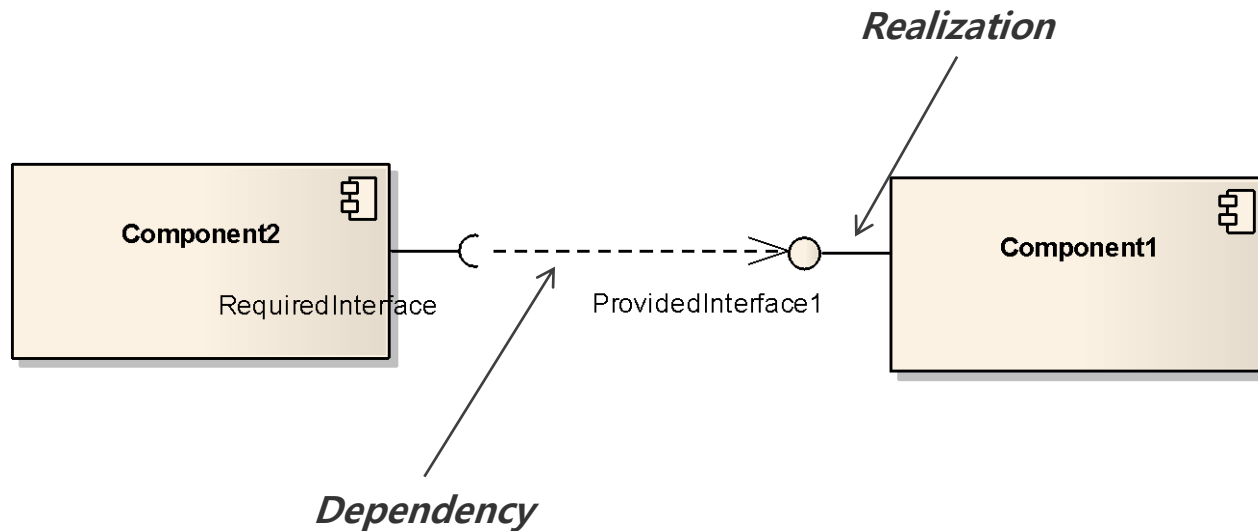 Realization
Component2
Component1
RequiredInterface
ProvidedInterface1
Dependency